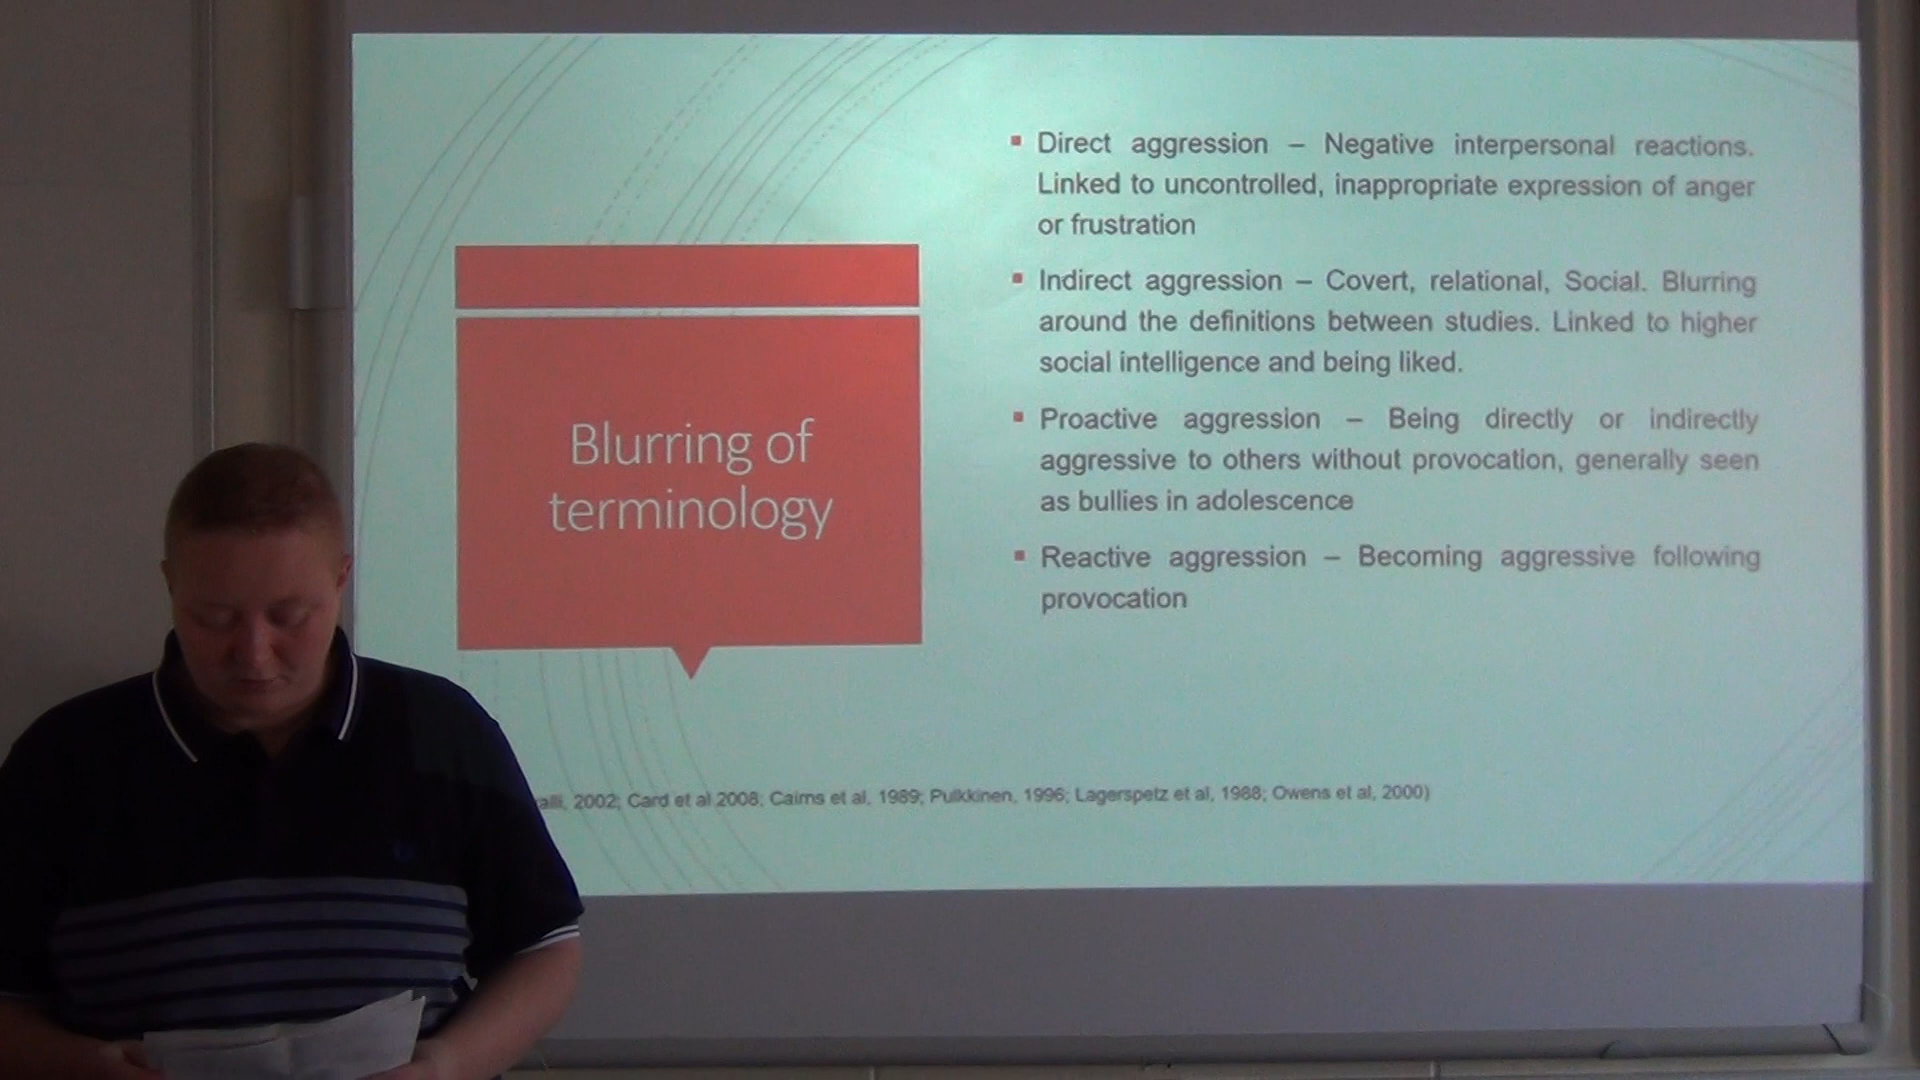 Blurring of
terminology
▪ Direct aggression – Negative interpersonal reactions.
Linked to uncontrolled, inappropriate expression of anger
or frustration
▪ Indirect aggression – Covert, relational, Social. Blurring
around the definitions between studies. Linked to higher
social intelligence and being liked.
▪ Proactive aggression – Being directly or indirectly
aggressive to others without provocation, generally seen
as bullies in adolescence
▪ Reactive aggression – Becoming aggressive following
provocation
2002; Card et al 2008; Cairns et al, 1989; Pulkkinen, 1996; Lagerspetz et al, 1988; Owens et al, 2000)